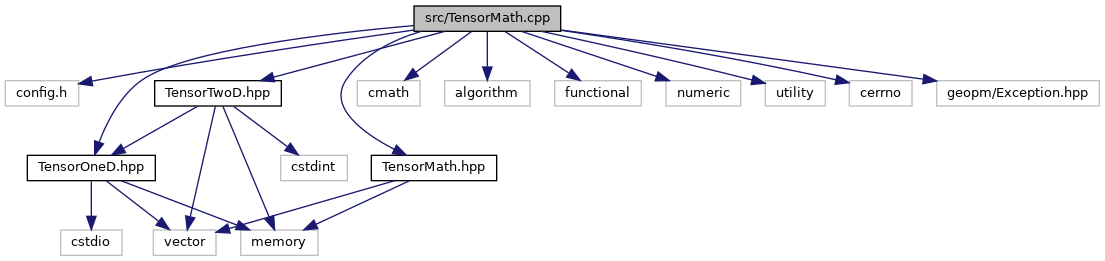 src/TensorMath.cpp
config.h
TensorTwoD.hpp
cmath
algorithm
functional
numeric
utility
cerrno
geopm/Exception.hpp
TensorOneD.hpp
cstdint
TensorMath.hpp
cstdio
vector
memory